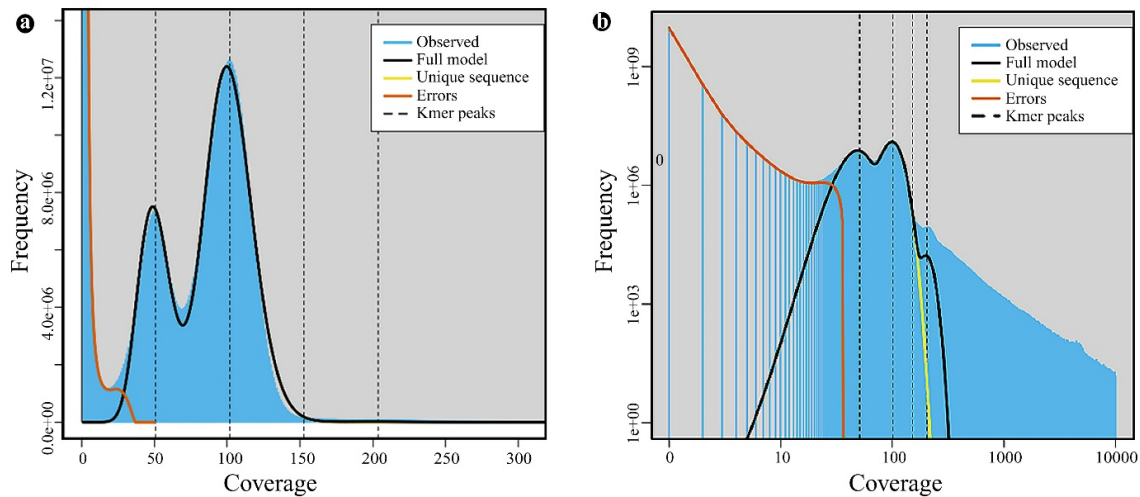 a
Observed
Full model
Unique sequence
Errors
Kmer peaks
Frequency
1.2e+07
8.0e+06
4.0e+06
0.0e+00
0 50 100 150 200 250 300
Coverage
b
Observed
Full model
Unique sequence
Errors
Kmer peaks
Frequency
1e+09
0
1e+06
1e+03
1e+00
0 10 100 1000 10000
Coverage